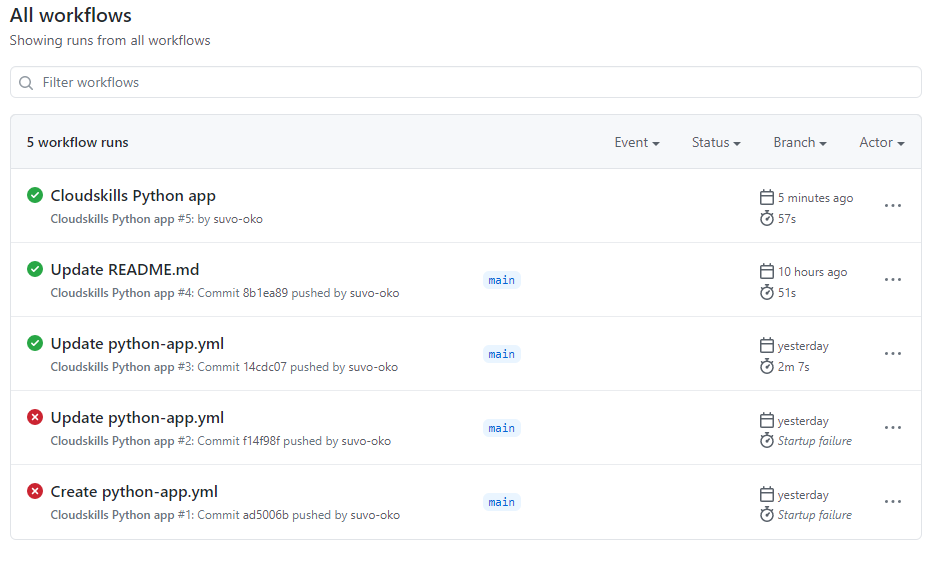 All workflows
Showing runs from all workflows
Filter workflows
5 workflow runs Event Status Branch Actor
Cloudskills Python app 5 minutes ago
Cloudskills Python app #5: by suvo-oko 57s
Update README.md 10 hours ago
main
Cloudskills Python app #4: Commit 8b1ea89 pushed by suvo-oko 51s
Update python-app.yml yesterday
main
Cloudskills Python app #3: Commit 14cdc07 pushed by suvo-oko 2m 7s
Update python-app.yml yesterday
main
Cloudskills Python app #2: Commit f14f98f pushed by suvo-oko Startup failure
Create python-app.yml yesterday
main
Cloudskills Python app #1: Commit ad5006b pushed by suvo-oko Startup failure